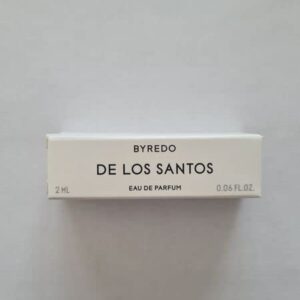 BYREDO
DE LOS SANTOS
2 ML EAU DE PARFUM 0.06 FL.OZ.